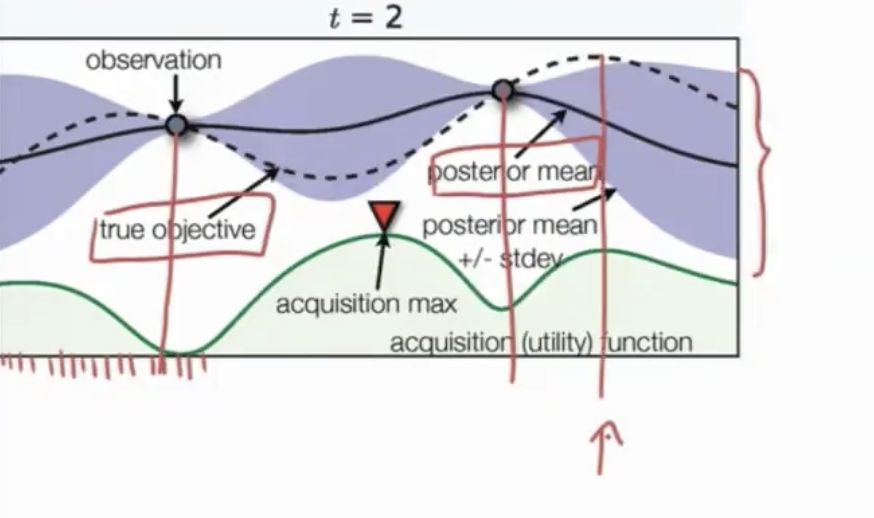 t = 2
observation
posterior mean
true objective
posterior mean
+/- stdev
acquisition max
acquisition (utility) function